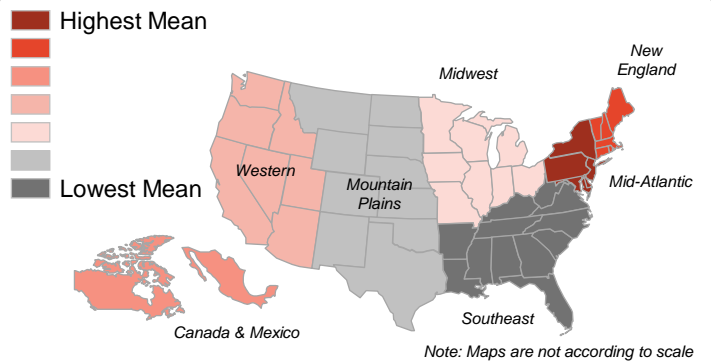 Highest Mean
Lowest Mean
Midwest
New
England
Western
Mountain
Plains
Mid-Atlantic
Southeast
Canada & Mexico
Note: Maps are not according to scale